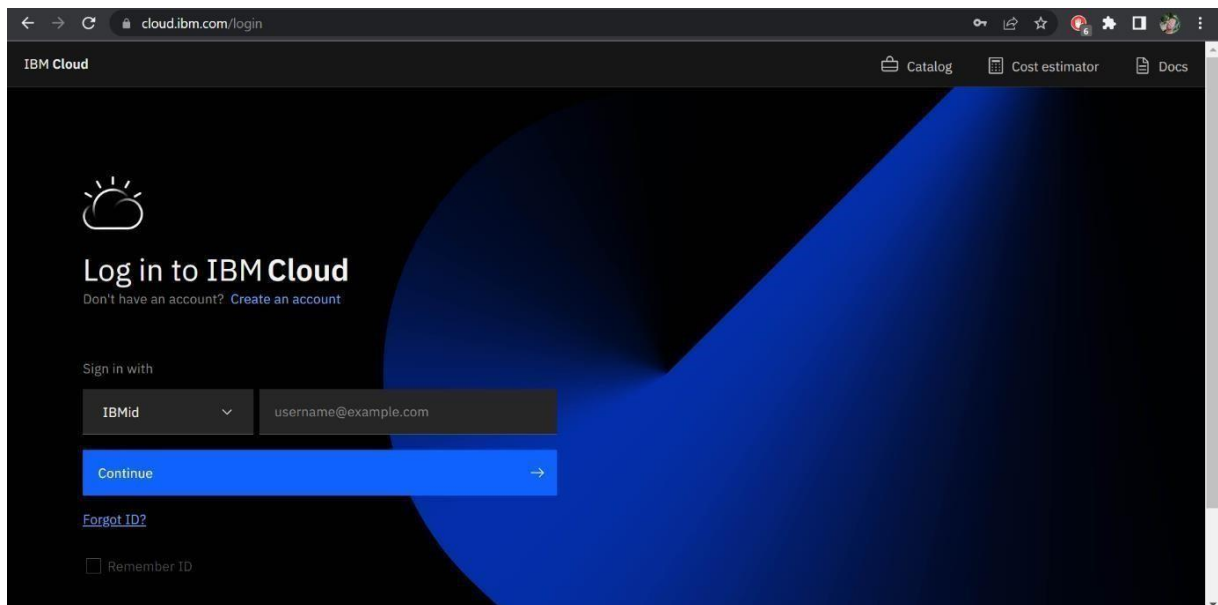 cloud.ibm.com/login
6
IBM Cloud
Catalog
Cost estimator
Docs
Log in to IBM Cloud
Don't have an account? Create an account
Sign in with
IBMid
username@example.com
Continue
Forgot ID?
Remember ID